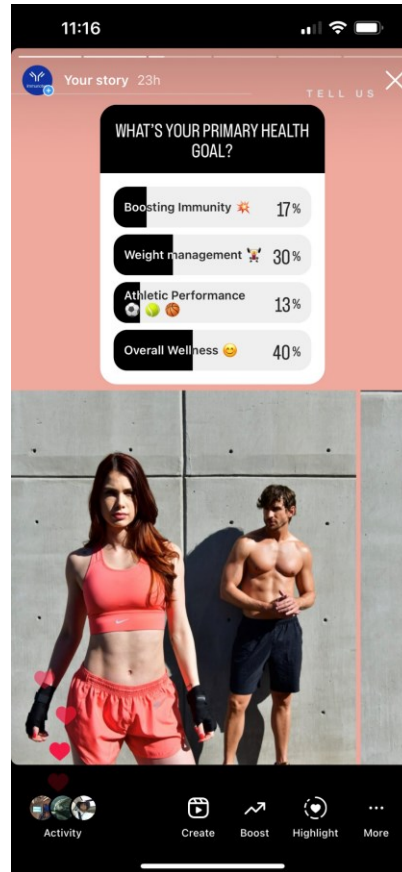 11:16
Your story 23h
TELL US
WHAT'S YOUR PRIMARY HEALTH
GOAL?
Boosting Immunity 💥 17%
Weight management 🏋️‍♀️ 30%
Athletic Performance
⚽ 🎾 🏀 13%
Overall Wellness 😊 40%
Activity
Create
Boost
Highlight
More